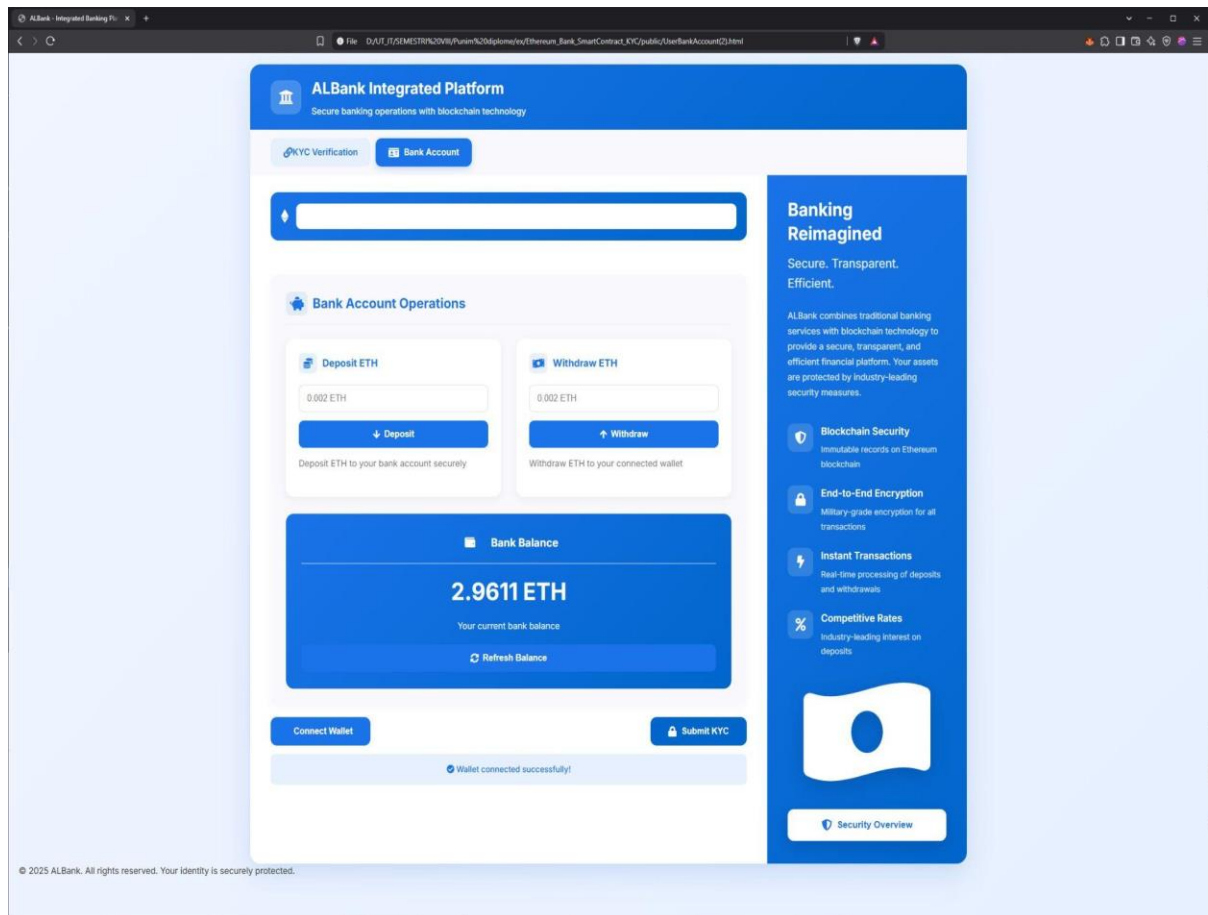 ALBank - Integrated Banking Pl
File D:/UT_IT/SEMESTRI%20VIII/Punim%20diplome/ex/Ethereum_Bank_SmartContract_KYC/public/UserBankAccount(2).html
ALBank Integrated Platform
Secure banking operations with blockchain technology
KYC Verification
Bank Account
Bank Account Operations
Deposit ETH
0.002 ETH
Deposit
Deposit ETH to your bank account securely
Withdraw ETH
0.002 ETH
Withdraw
Withdraw ETH to your connected wallet
Bank Balance
2.9611 ETH
Your current bank balance
Refresh Balance
Connect Wallet
Submit KYC
Wallet connected successfully!
Banking
Reimagined
Secure. Transparent.
Efficient.
ALBank combines traditional banking
services with blockchain technology to
provide a secure, transparent, and
efficient financial platform. Your assets
are protected by industry-leading
security measures.
Blockchain Security
Immutable records on Ethereum
blockchain
End-to-End Encryption
Military-grade encryption for all
transactions
Instant Transactions
Real-time processing of deposits
and withdrawals
Competitive Rates
Industry-leading interest on
deposits
Security Overview
© 2025 ALBank. All rights reserved. Your identity is securely protected.